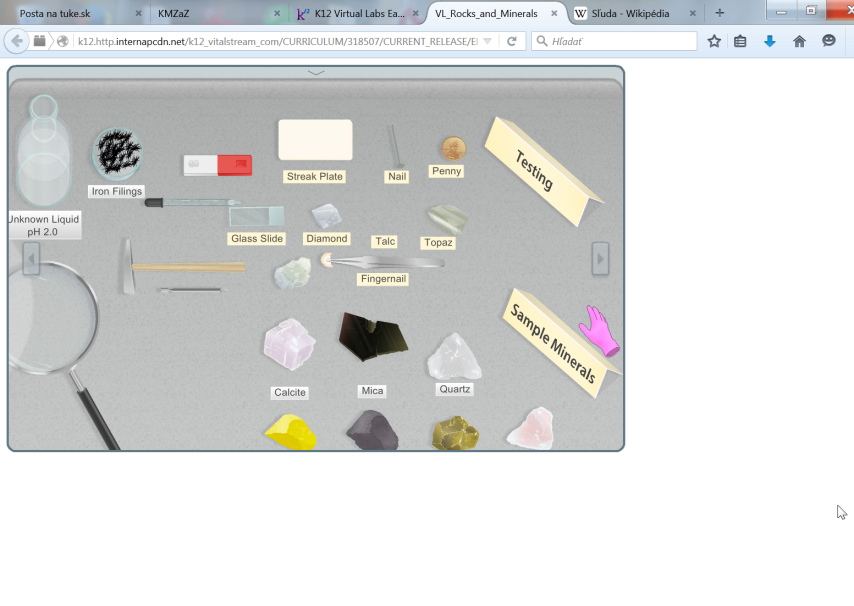 Posta na tuke.sk
KMZaZ
K12 Virtual Labs Ea...
VL_Rocks_and_Minerals
Sľuda - Wikipédia
k12.http.internapcdn.net/k12_vitalstream_com/CURRICULUM/318507/CURRENT_RELEASE/
Hľadať
Testing
Streak Plate
Nail
Penny
Iron Filings
Unknown Liquid
pH 2.0
Glass Slide
Diamond
Talc
Topaz
Fingernail
Sample Minerals
Calcite
Mica
Quartz